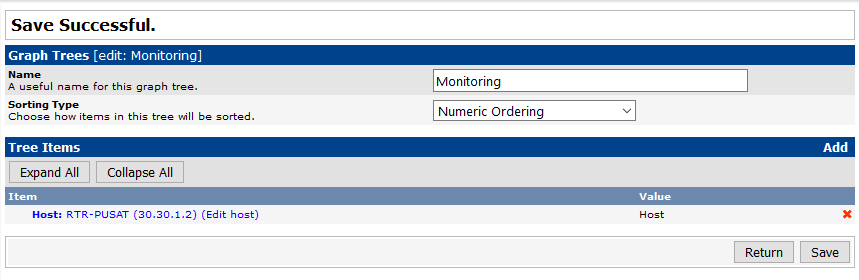 Save Successful.
Graph Trees [edit: Monitoring]
Name
A useful name for this graph tree.
Monitoring
Sorting Type
Choose how items in this tree will be sorted.
Numeric Ordering
Tree Items Add
Expand All Collapse All
Item Value
Host: RTR-PUSAT (30.30.1.2) (Edit host) Host
Return Save